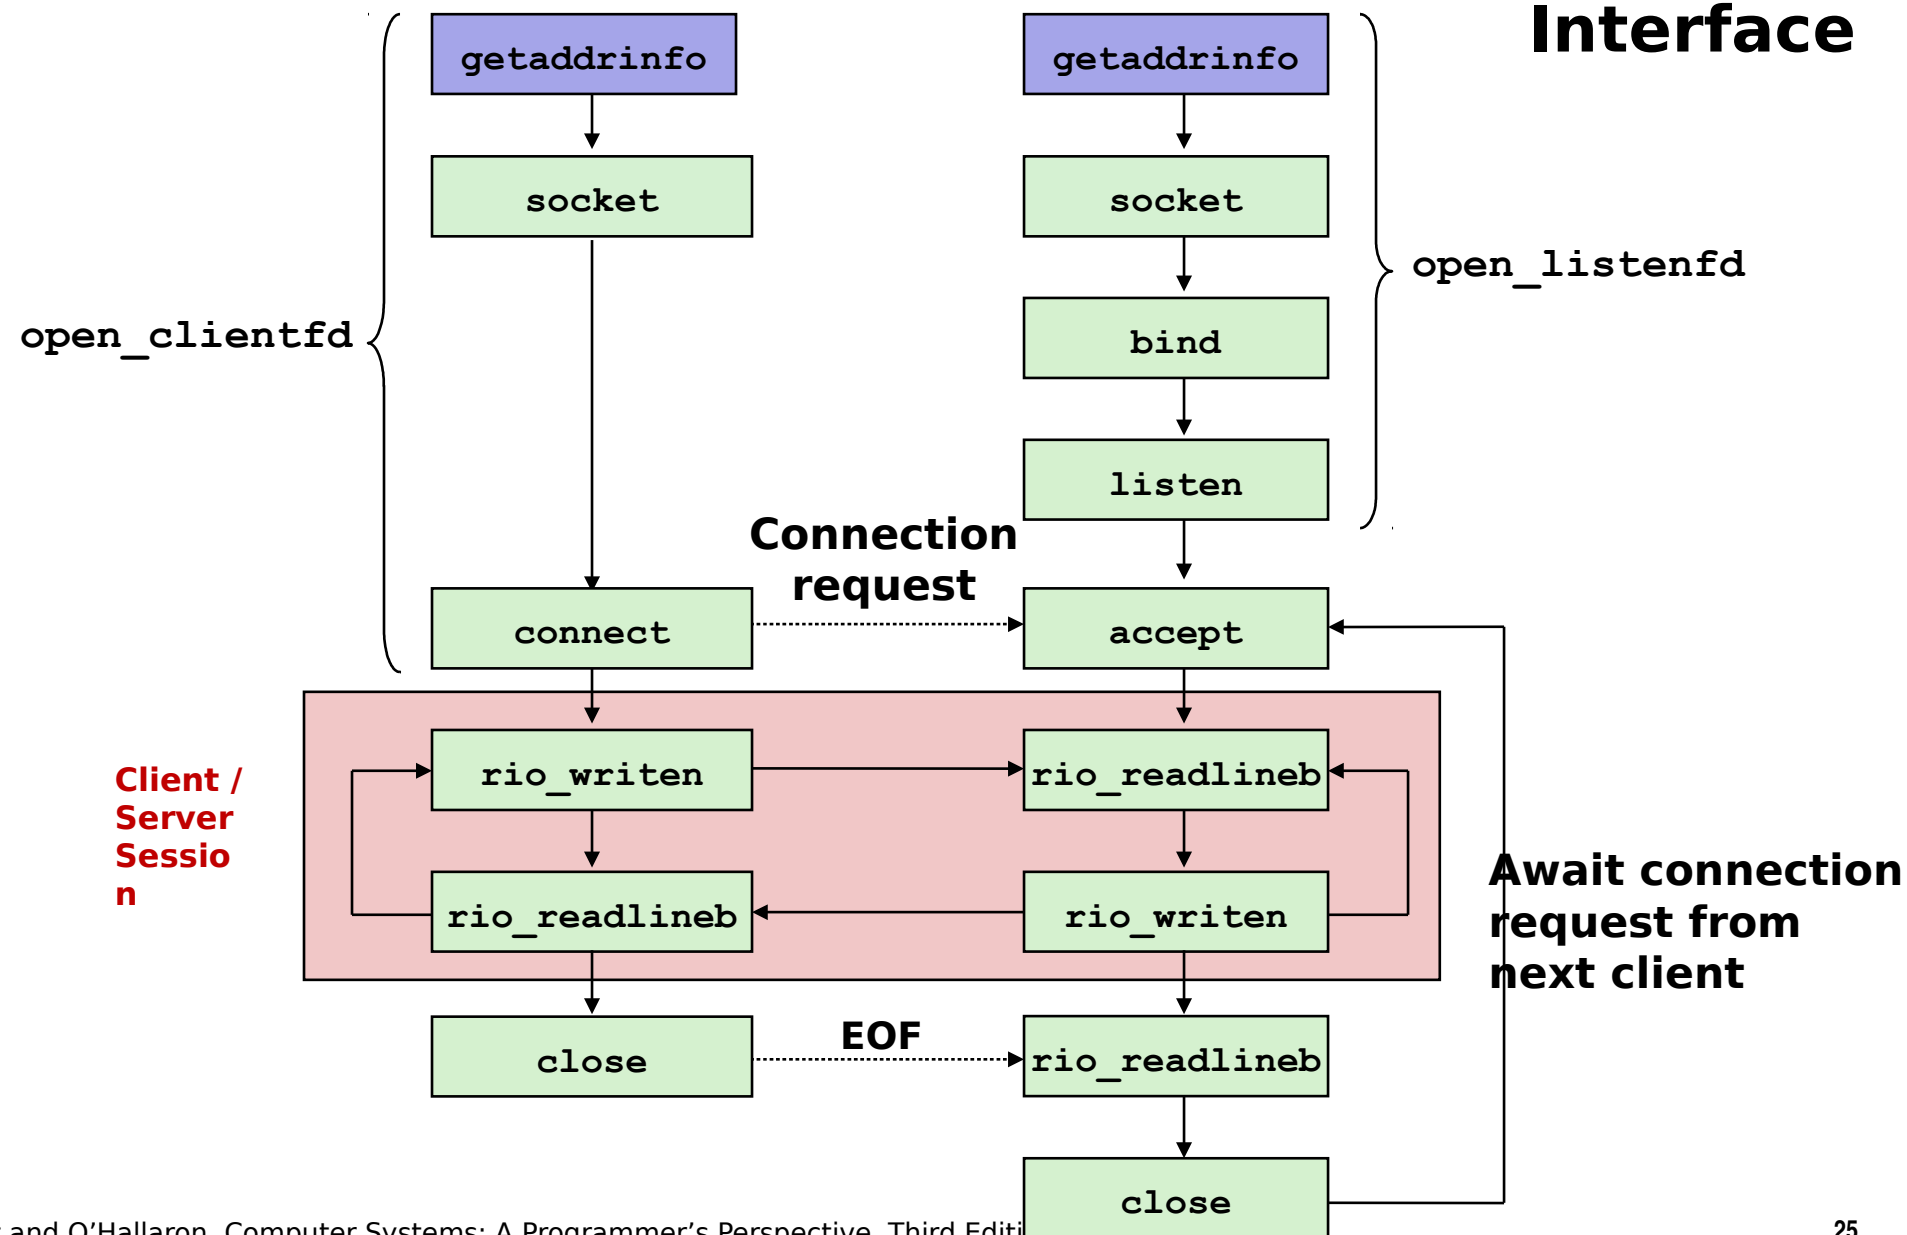 Interface
getaddrinfo
getaddrinfo
socket
socket
open_listenfd
open_clientfd
bind
listen
Connection
request
connect
accept
Client /
Server
Sessio
n
rio_writen
rio_readlineb
rio_readlineb
rio_writen
Await connection
request from
next client
EOF
close
rio_readlineb
close
and O’Hallaron, Computer Systems: A Programmer’s Perspective, Third Editi
25